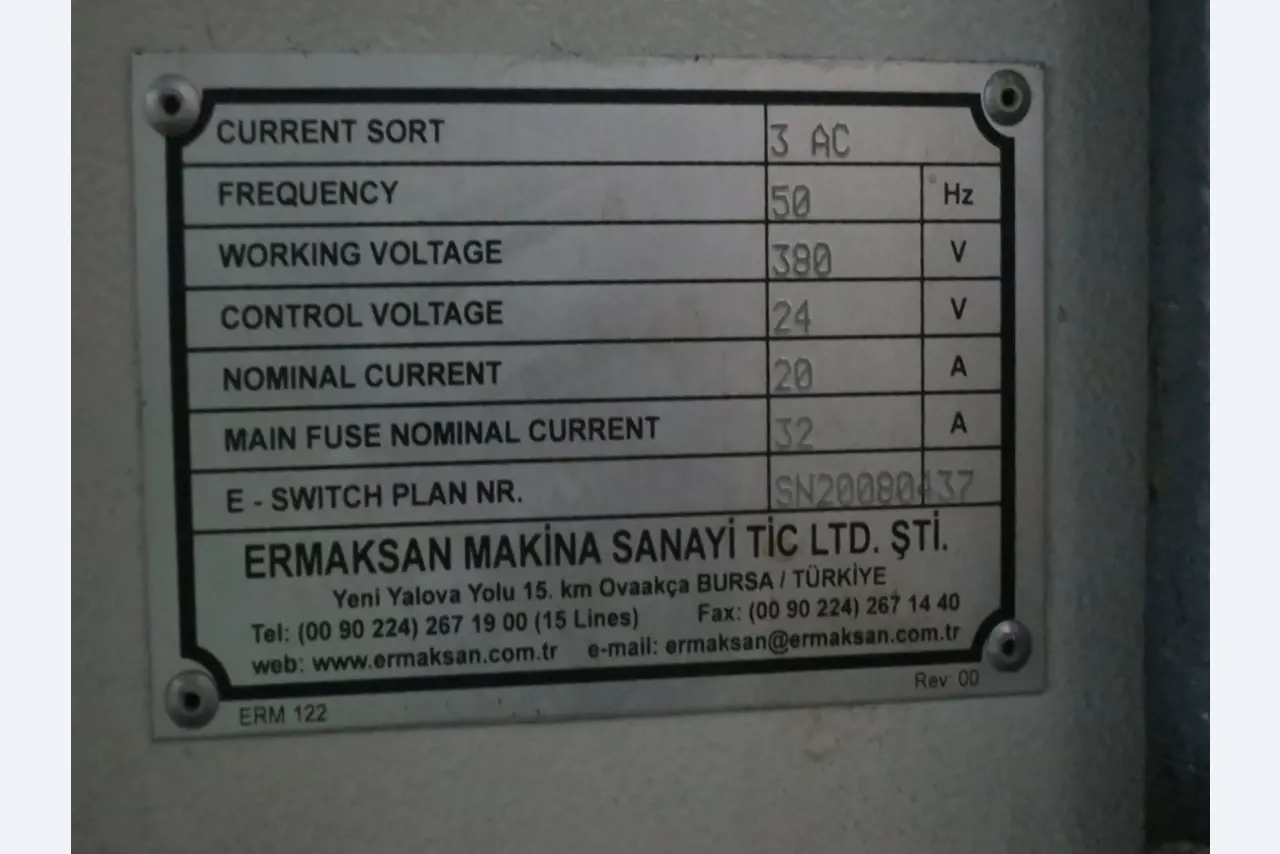 CURRENT SORT 3 AC
FREQUENCY 50 Hz
WORKING VOLTAGE 380 V
CONTROL VOLTAGE 24 V
NOMINAL CURRENT 20 A
MAIN FUSE NOMINAL CURRENT 32 A
E - SWITCH PLAN NR. SN20080437
ERMAKSAN MAKİNA SANAYİ TİC LTD. ŞTİ.
Yeni Yalova Yolu 15. km Ovaakça BURSA / TÜRKİYE
Tel: (00 90 224) 267 19 00 (15 Lines) Fax: (00 90 224) 267 14 40
web: www.ermaksan.com.tr e-mail: ermaksan@ermaksan.com.tr
ERM 122 Rev: 00